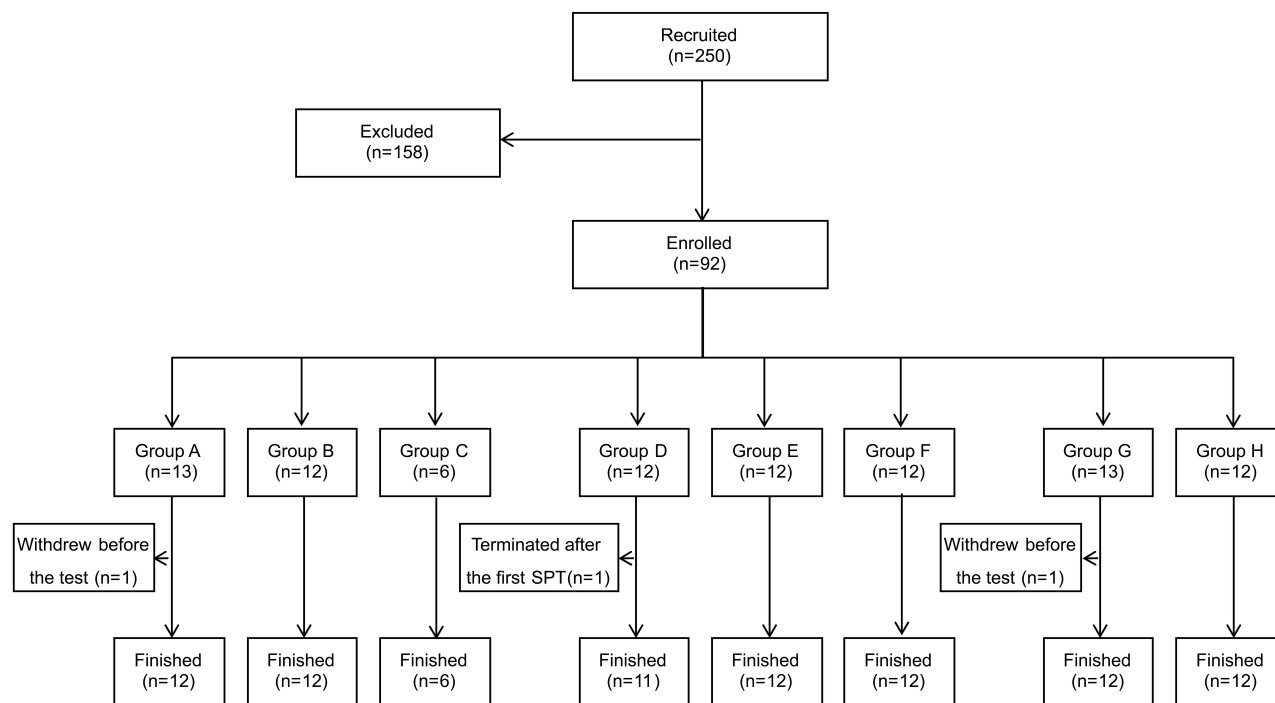 Recruited
(n=250)
Excluded
(n=158)
Enrolled
(n=92)
Group A
(n=13)
Group B
(n=12)
Group C
(n=6)
Group D
(n=12)
Group E
(n=12)
Group F
(n=12)
Group G
(n=13)
Group H
(n=12)
Withdrew before
the test (n=1)
Terminated after
the first SPT(n=1)
Withdrew before
the test (n=1)
Finished
(n=12)
Finished
(n=12)
Finished
(n=6)
Finished
(n=11)
Finished
(n=12)
Finished
(n=12)
Finished
(n=12)
Finished
(n=12)